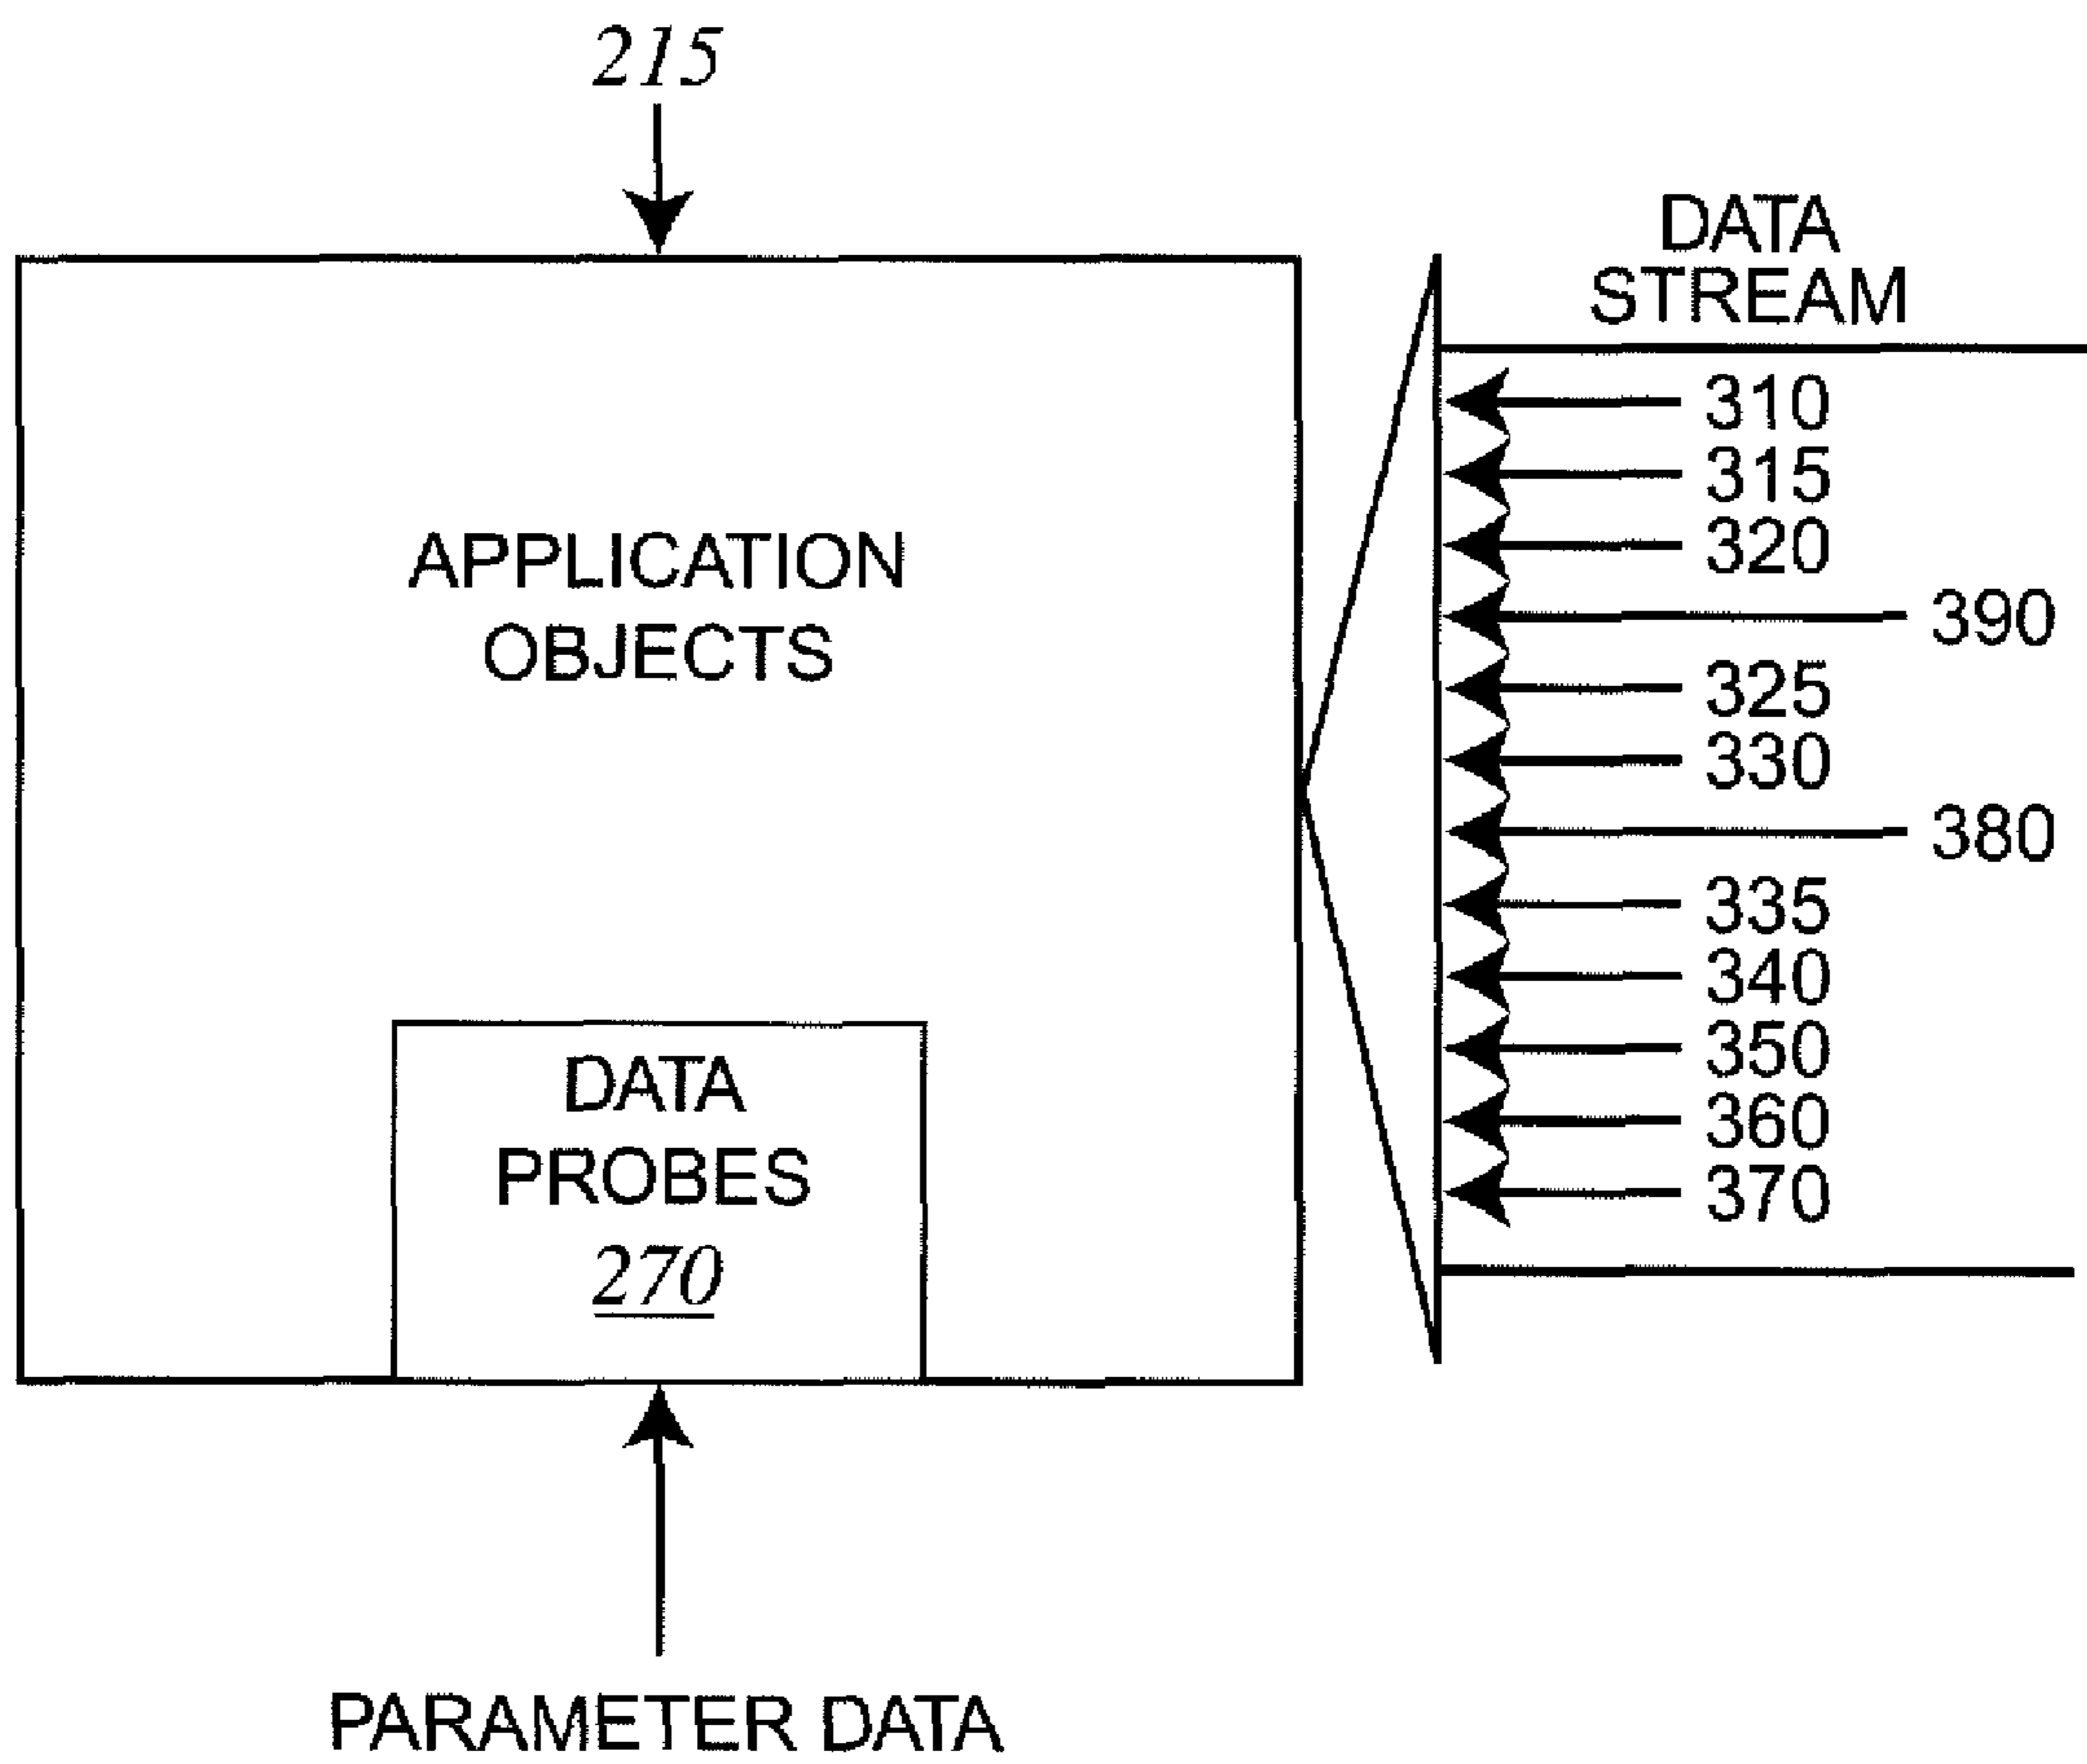 215
APPLICATION
OBJECTS
DATA
PROBES
270
PARAMETER DATA
DATA
STREAM
310
315
320
390
325
330
380
335
340
350
360
370